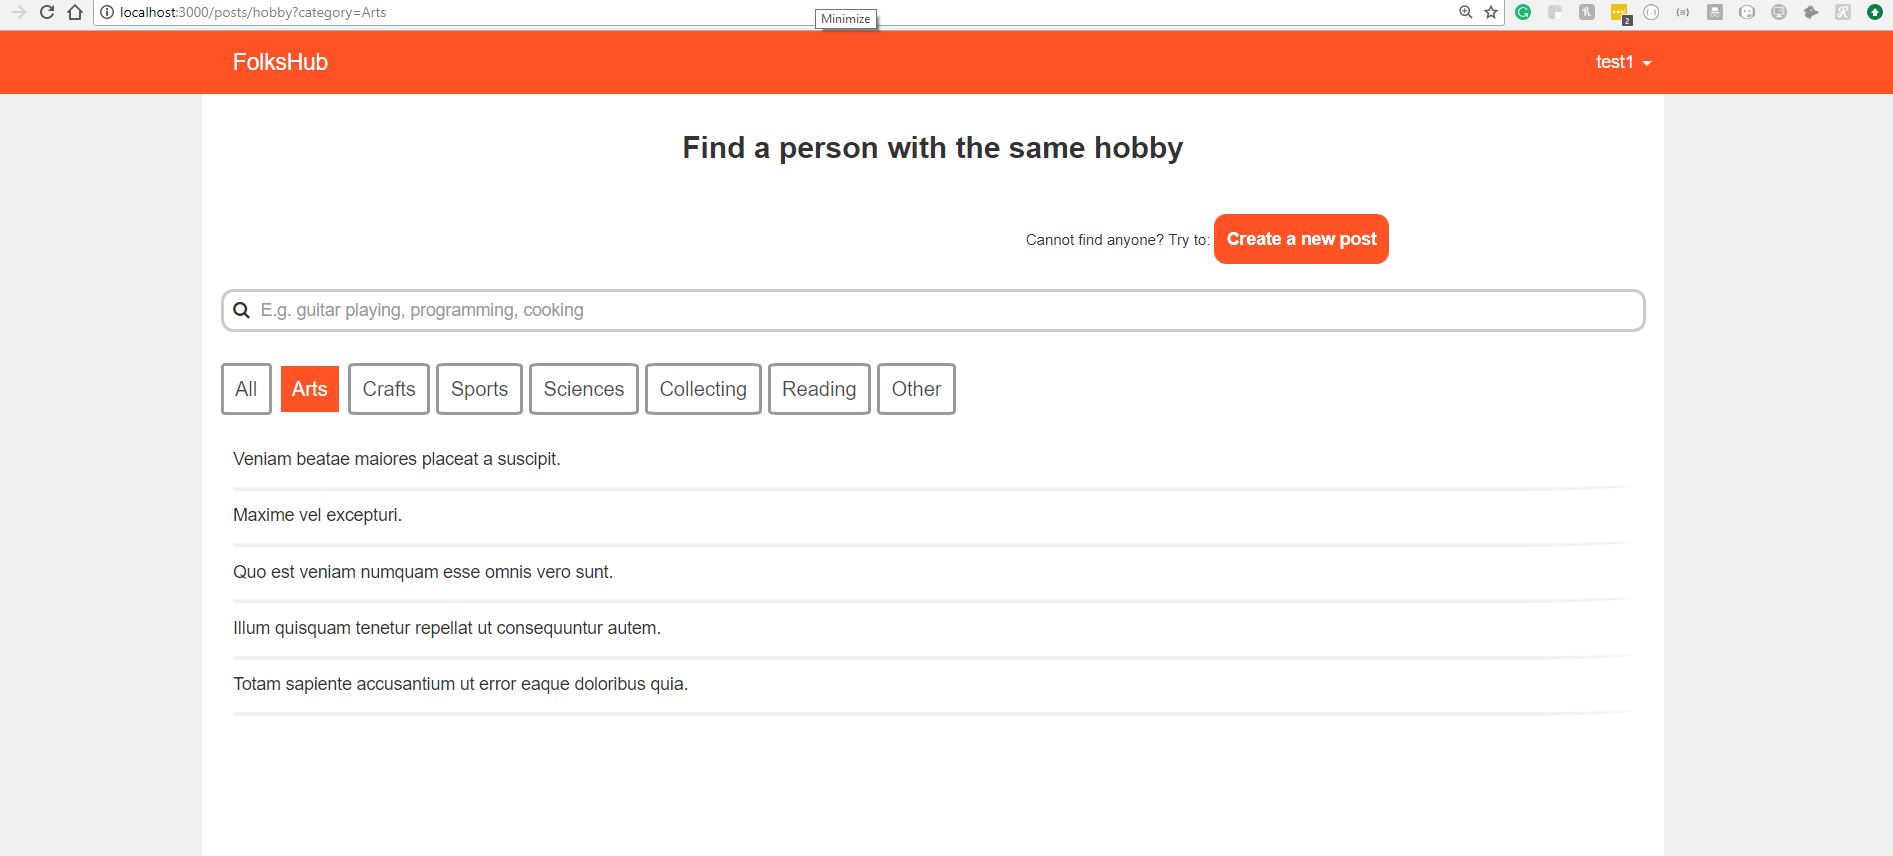 localhost:3000/posts/hobby?category=Arts
Minimize
2
FolksHub
test1
Find a person with the same hobby
Cannot find anyone? Try to: Create a new post
E.g. guitar playing, programming, cooking
All Arts Crafts Sports Sciences Collecting Reading Other
Veniam beatae maiores placeat a suscipit.
Maxime vel excepturi.
Quo est veniam numquam esse omnis vero sunt.
Illum quisquam tenetur repellat ut consequuntur autem.
Totam sapiente accusantium ut error eaque doloribus quia.